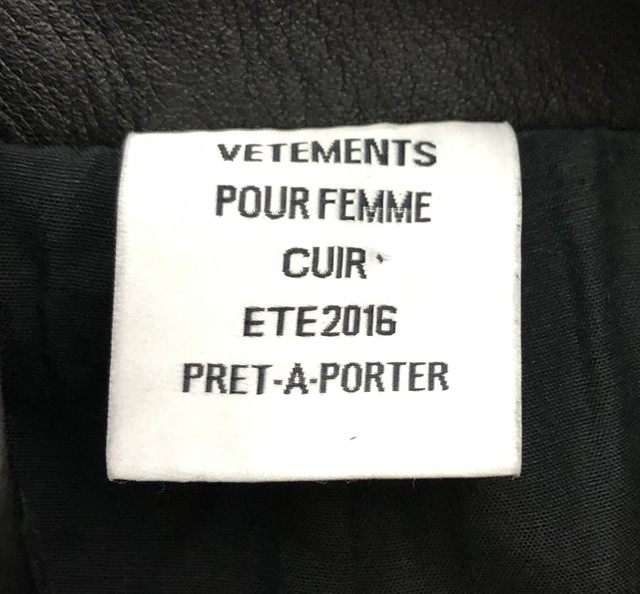 VETEMENTS
POUR FEMME
CUIR
ETE2016
PRET-A-PORTER